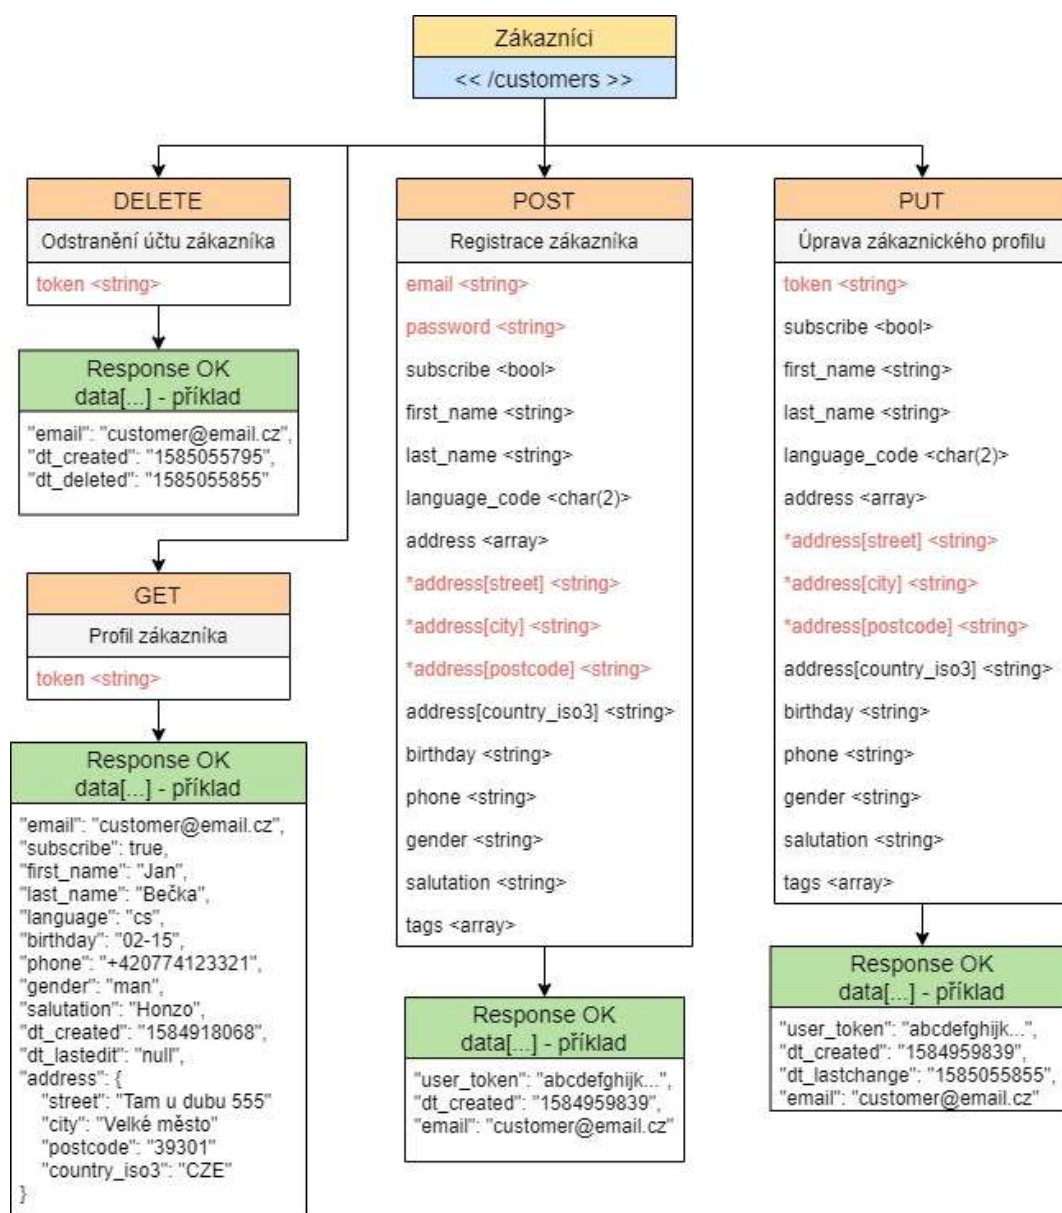 Zákazníci
<< /customers >>
DELETE
Odstranění účtu zákazníka
token <string>
Response OK
data[...] - příklad
"email": "customer@email.cz",
"dt_created": "1585055795",
"dt_deleted": "1585055855"
GET
Profil zákazníka
token <string>
Response OK
data[...] - příklad
"email": "customer@email.cz",
"subscribe": true,
"first_name": "Jan",
"last_name": "Bečka",
"language": "cs",
"birthday": "02-15",
"phone": "+420774123321",
"gender": "man",
"salutation": "Honzo",
"dt_created": "1584918068",
"dt_lastedit": "null",
"address": {
"street": "Tam u dubu 555"
"city": "Velké město"
"postcode": "39301"
"country_iso3": "CZE"
}
POST
Registrace zákazníka
email <string>
password <string>
subscribe <bool>
first_name <string>
last_name <string>
language_code <char(2)>
address <array>
*address[street] <string>
*address[city] <string>
*address[postcode] <string>
address[country_iso3] <string>
birthday <string>
phone <string>
gender <string>
salutation <string>
tags <array>
Response OK
data[...] - příklad
"user_token": "abcdefghijk...",
"dt_created": "1584959839",
"email": "customer@email.cz"
PUT
Úprava zákaznického profilu
token <string>
subscribe <bool>
first_name <string>
last_name <string>
language_code <char(2)>
address <array>
*address[street] <string>
*address[city] <string>
*address[postcode] <string>
address[country_iso3] <string>
birthday <string>
phone <string>
gender <string>
salutation <string>
tags <array>
Response OK
data[...] - příklad
"user_token": "abcdefghijk...",
"dt_created": "1584959839",
"dt_lastchange": "1585055855",
"email": "customer@email.cz"